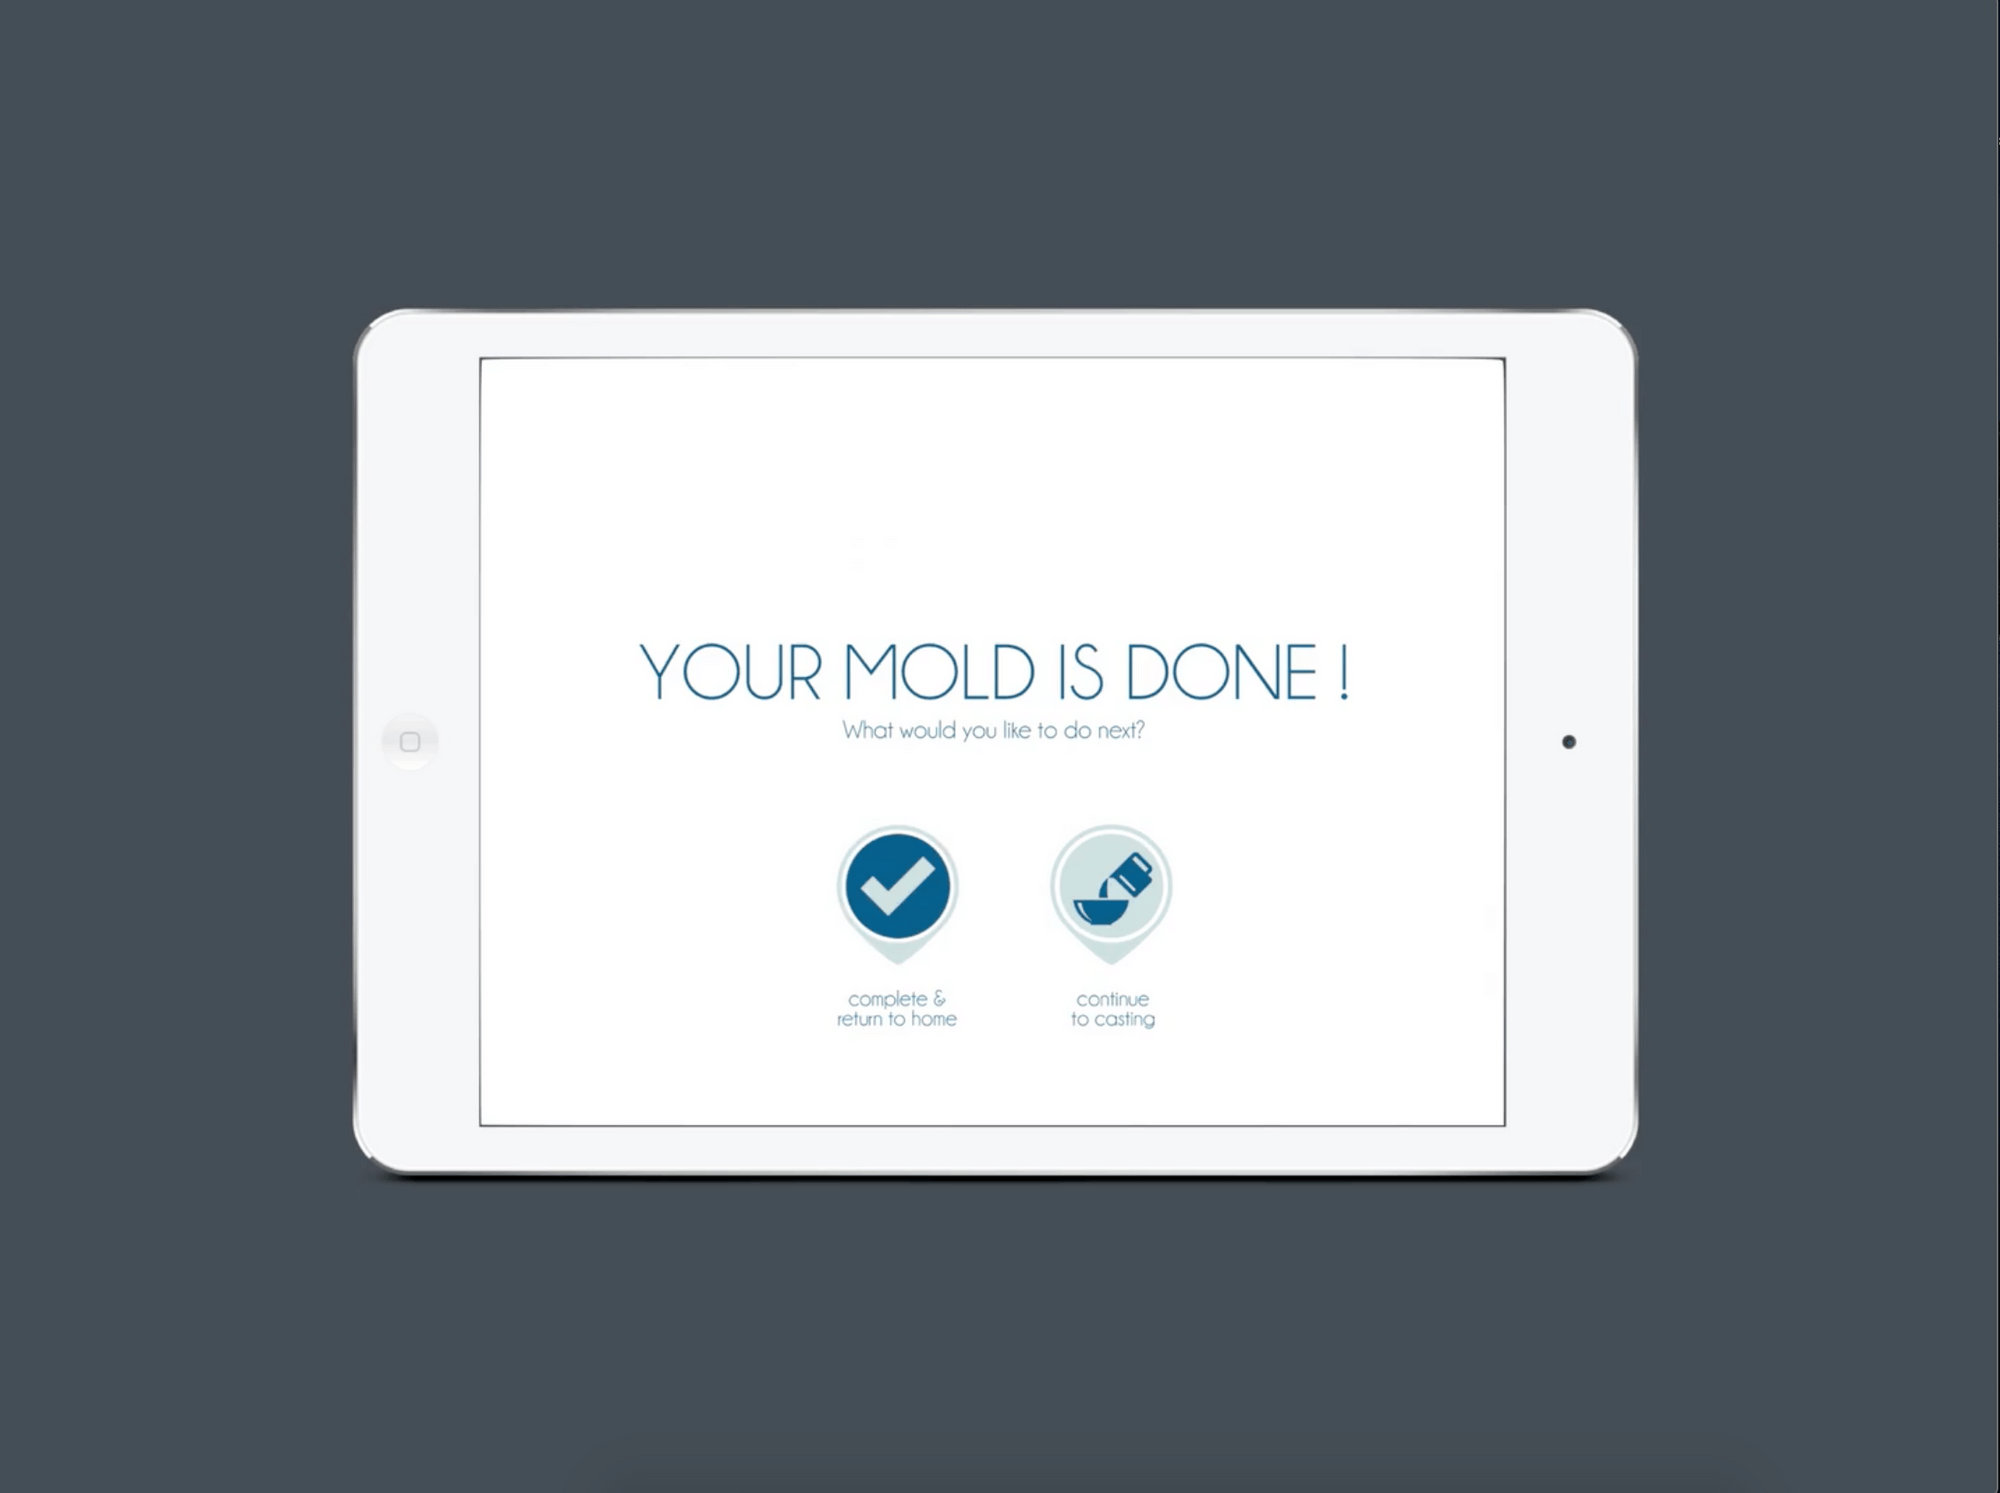 YOUR MOLD IS DONE !
What would you like to do next?
complete &
return to home
continue
to casting